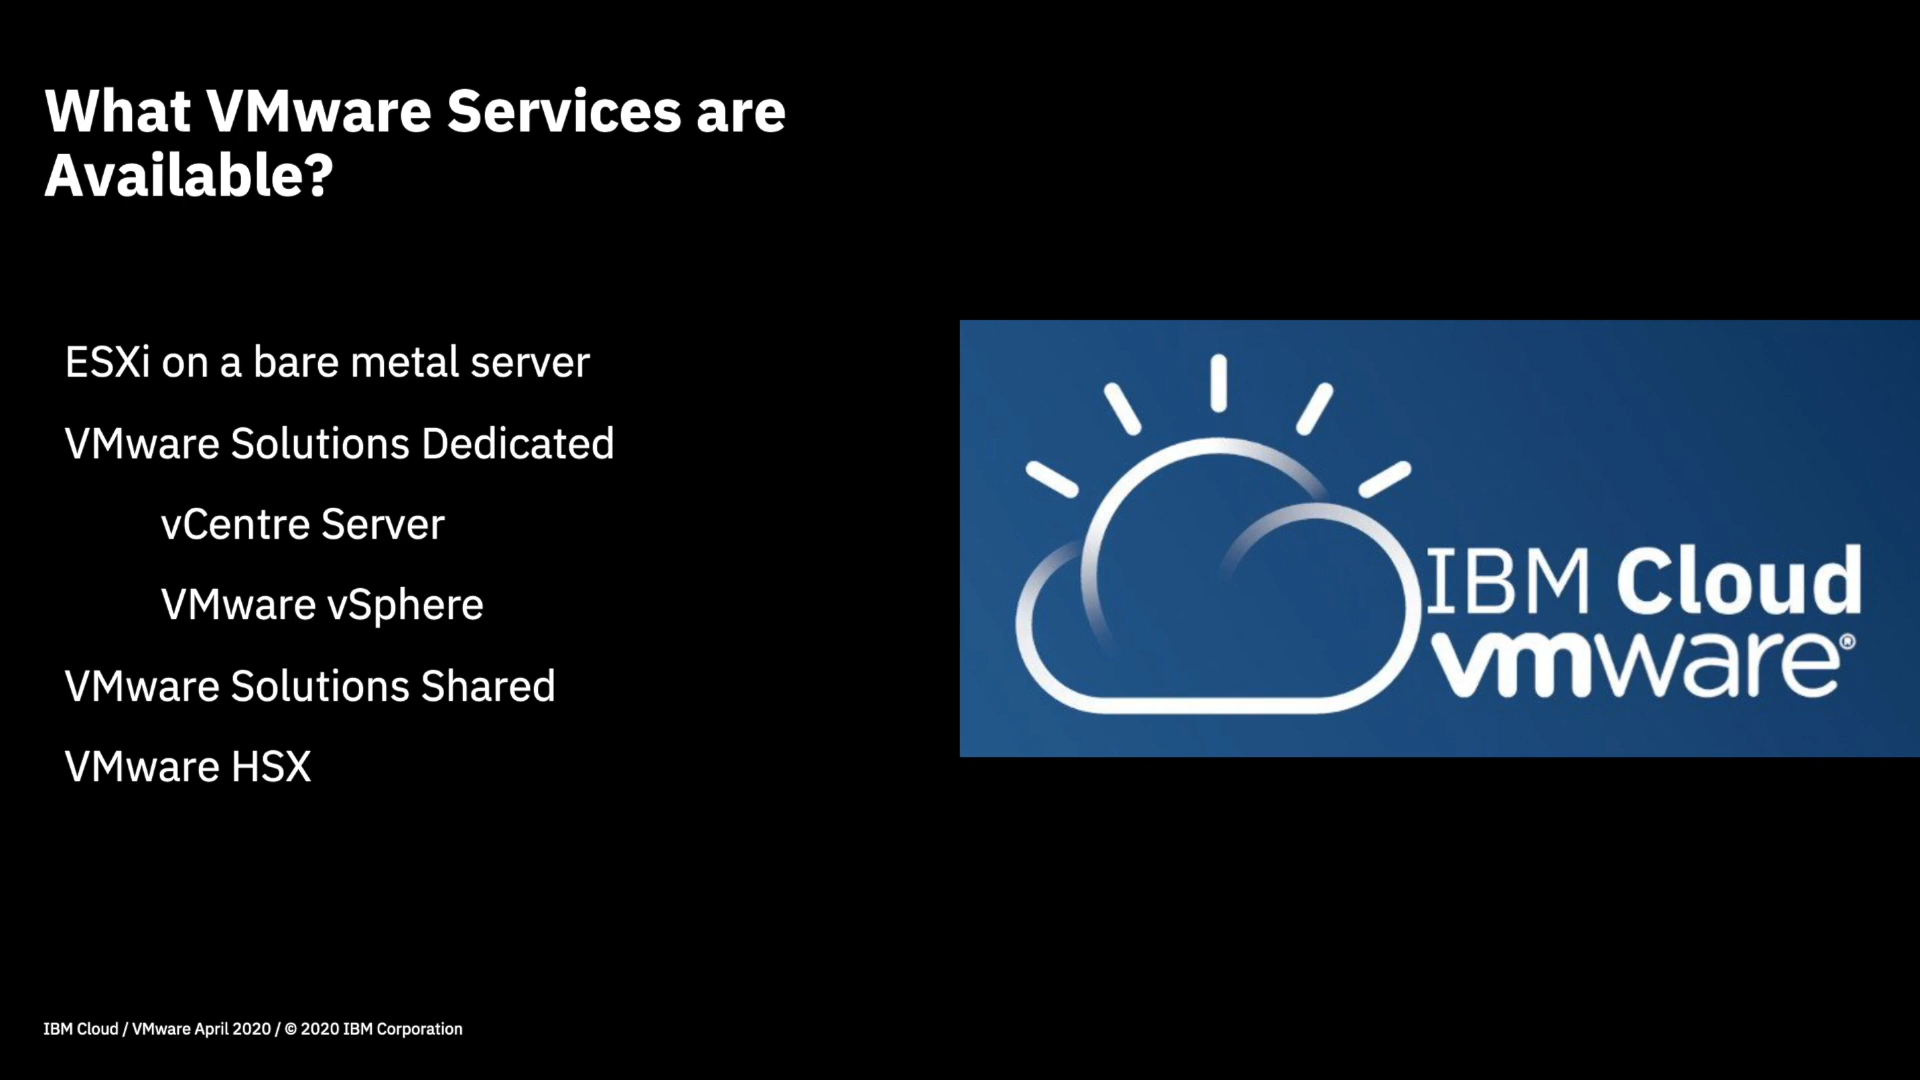 What VMware Services are
Available?
ESXi on a bare metal server
VMware Solutions Dedicated
vCentre Server
VMware vSphere
VMware Solutions Shared
VMware HSX
IBM Cloud
vmware®
IBM Cloud / VMware April 2020 / © 2020 IBM Corporation